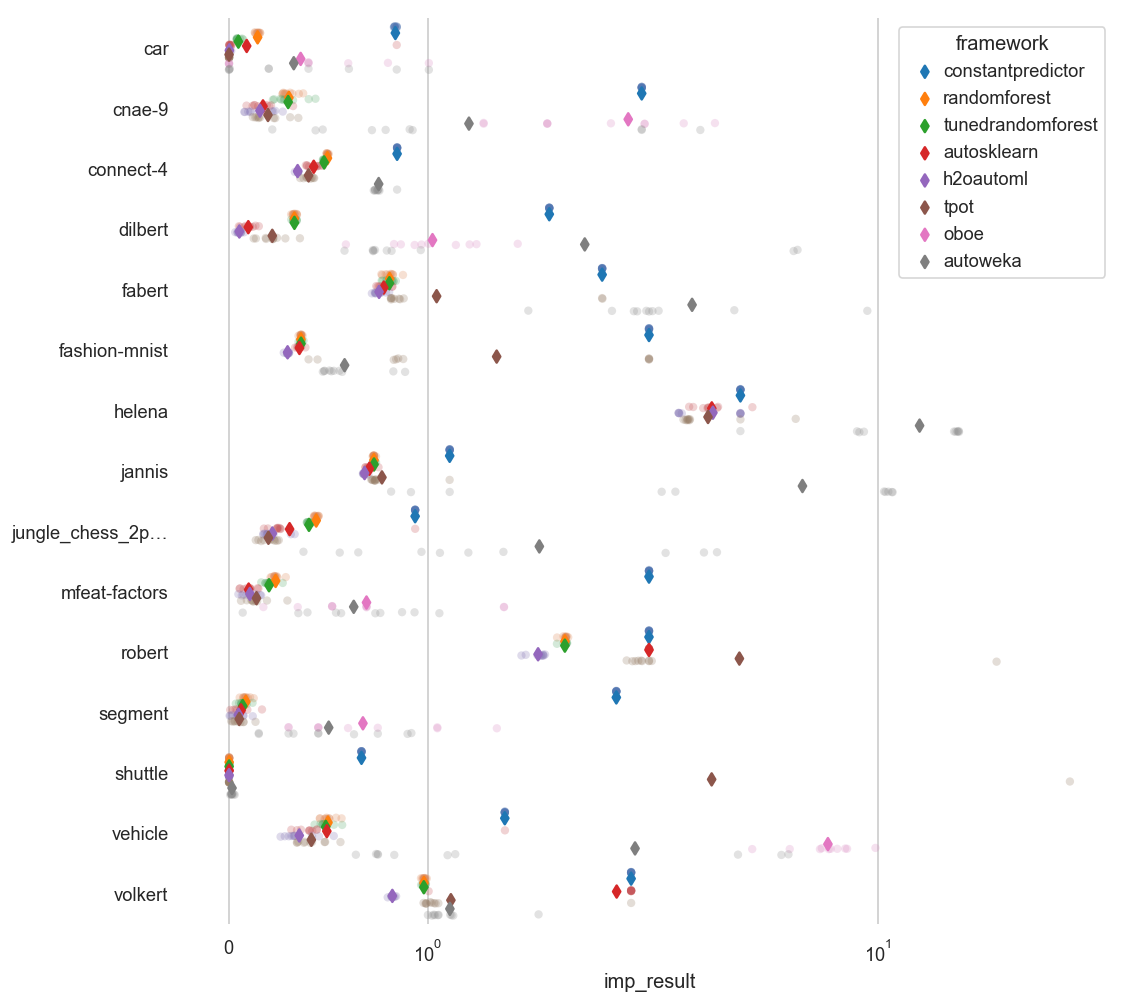 car
cnae-9
connect-4
dilbert
fabert
fashion-mnist
helena
jannis
jungle_chess_2p…
mfeat-factors
robert
segment
shuttle
vehicle
volkert
framework
constantpredictor
randomforest
tunedrandomforest
autosklearn
h2oautoml
tpot
oboe
autoweka
0 10⁰ 10¹
imp_result